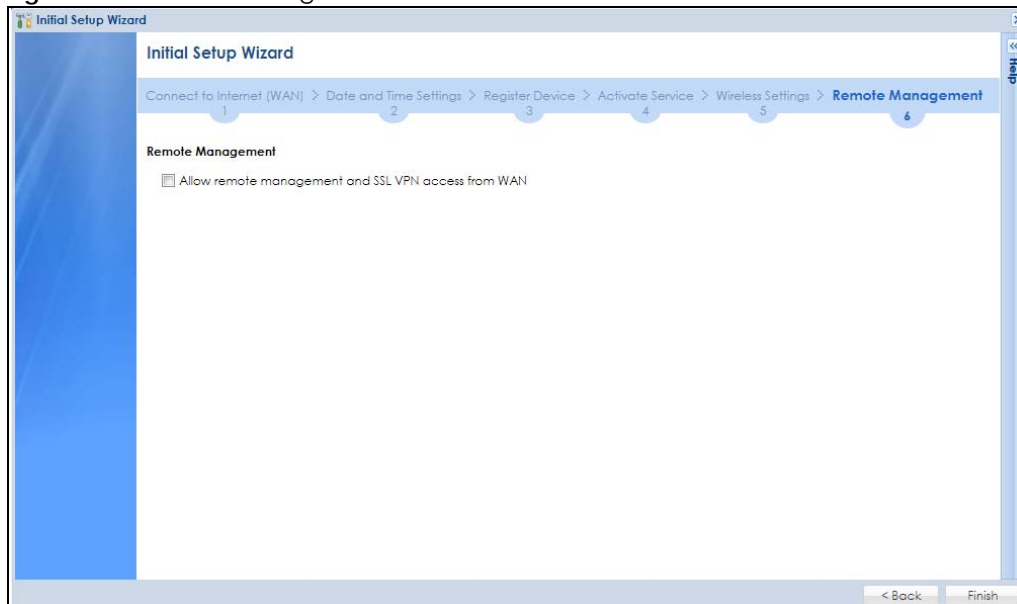 Initial Setup Wizard
Initial Setup Wizard
Help
Connect to Internet (WAN) > Date and Time Settings > Register Device > Activate Service > Wireless Settings > Remote Management
1 2 3 4 5 6
Remote Management
Allow remote management and SSL VPN access from WAN
< Back Finish